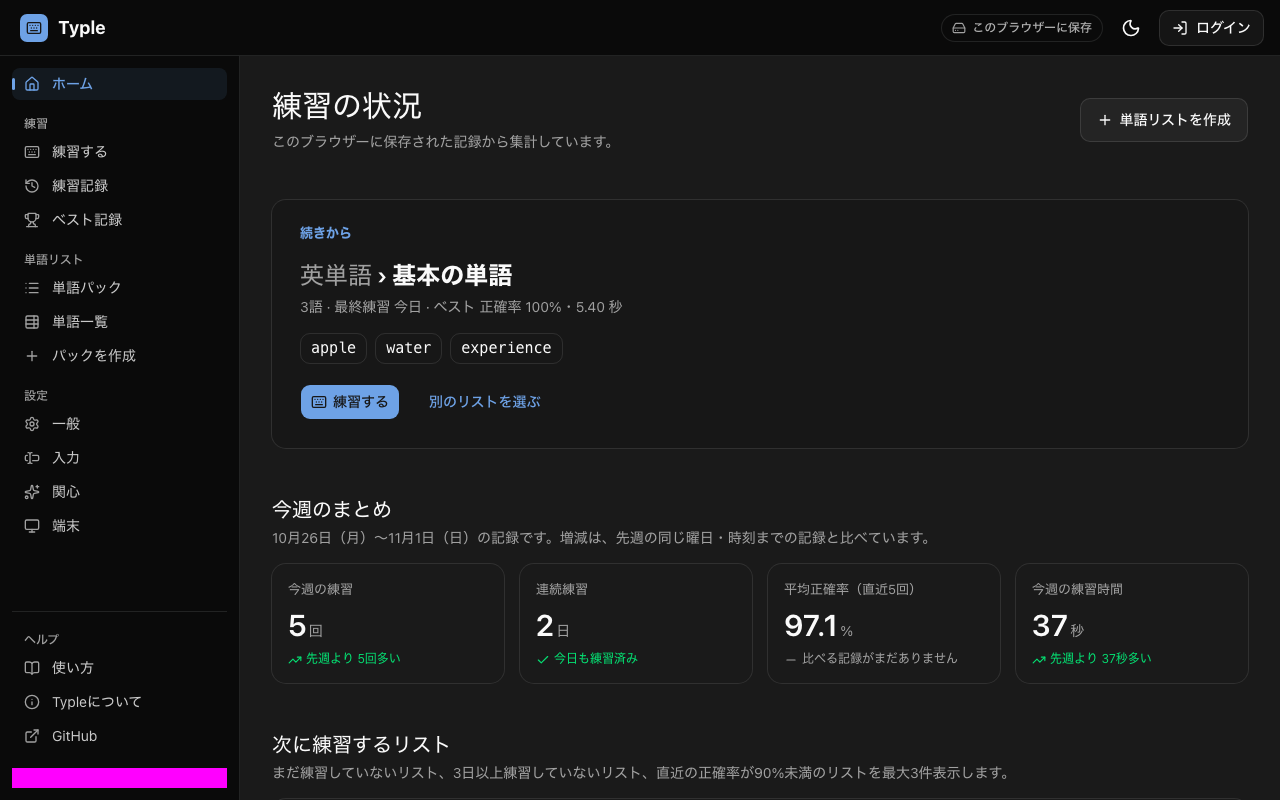 Typle
このブラウザーに保存
ログイン
ホーム
練習
練習する
練習記録
ベスト記録
単語リスト
単語パック
単語一覧
パックを作成
設定
一般
入力
関心
端末
ヘルプ
使い方
Typleについて
GitHub
練習の状況
このブラウザーに保存された記録から集計しています。
単語リストを作成
続きから
英単語 › 基本の単語
3語 · 最終練習 今日 · ベスト 正確率 100%・5.40 秒
apple water experience
練習する 別のリストを選ぶ
今週のまとめ
10月26日（月）〜11月1日（日）の記録です。増減は、先週の同じ曜日・時刻までの記録と比べています。
今週の練習
5回
先週より 5回多い
連続練習
2日
今日も練習済み
平均正確率（直近5回）
97.1%
比べる記録がまだありません
今週の練習時間
37秒
先週より 37秒多い
次に練習するリスト
まだ練習していないリスト、3日以上練習していないリスト、直近の正確率が90%未満のリストを最大3件表示します。